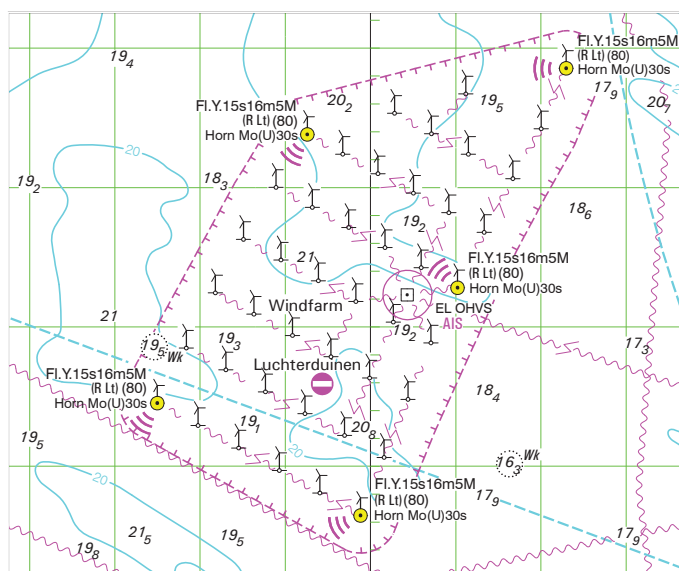 19₄
Fl.Y.15s16m5M
(R Lt)(80)
Horn Mo(U)30s
17₉
20₇
20₂
19₅
Fl.Y.15s16m5M
(R Lt)(80)
Horn Mo(U)30s
20
19₂
18₃
18₆
19₂
21
Fl.Y.15s16m5M
(R Lt)(80)
Horn Mo(U)30s
Windfarm
EL OHVS
AIS
21
19₅ Wk
19₃
19₂
17₃
Luchterduinen
Fl.Y.15s16m5M
(R Lt)(80)
Horn Mo(U)30s
18₄
19₅
19₁
20₈
16₃ Wk
20
Fl.Y.15s16m5M
(R Lt)(80)
Horn Mo(U)30s
17₉
21₅
19₅
17₉
19₈